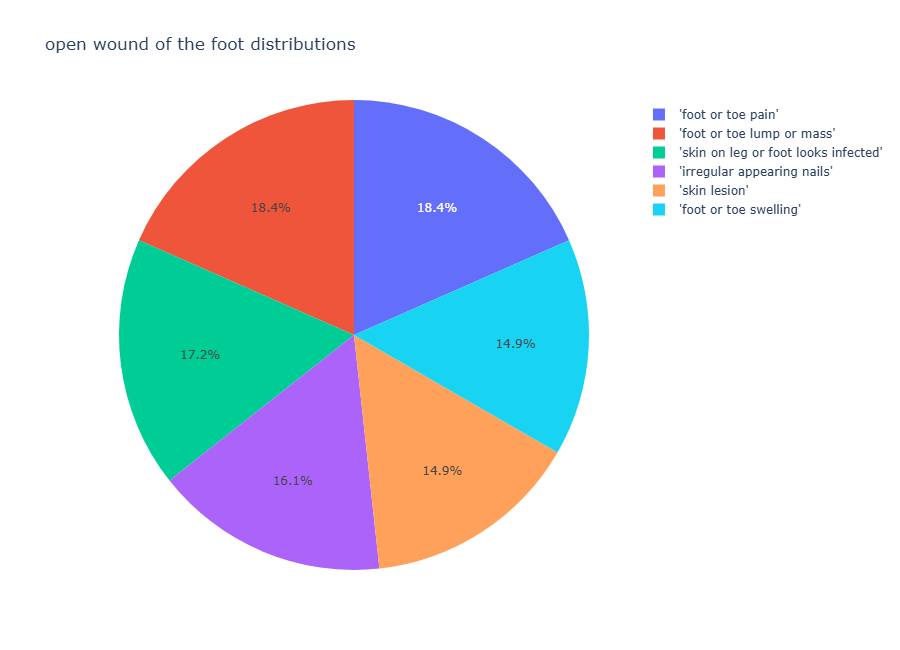 open wound of the foot distributions
'foot or toe pain'
'foot or toe lump or mass'
'skin on leg or foot looks infected'
'irregular appearing nails'
'skin lesion'
'foot or toe swelling'
18.4%
18.4%
14.9%
17.2%
14.9%
16.1%